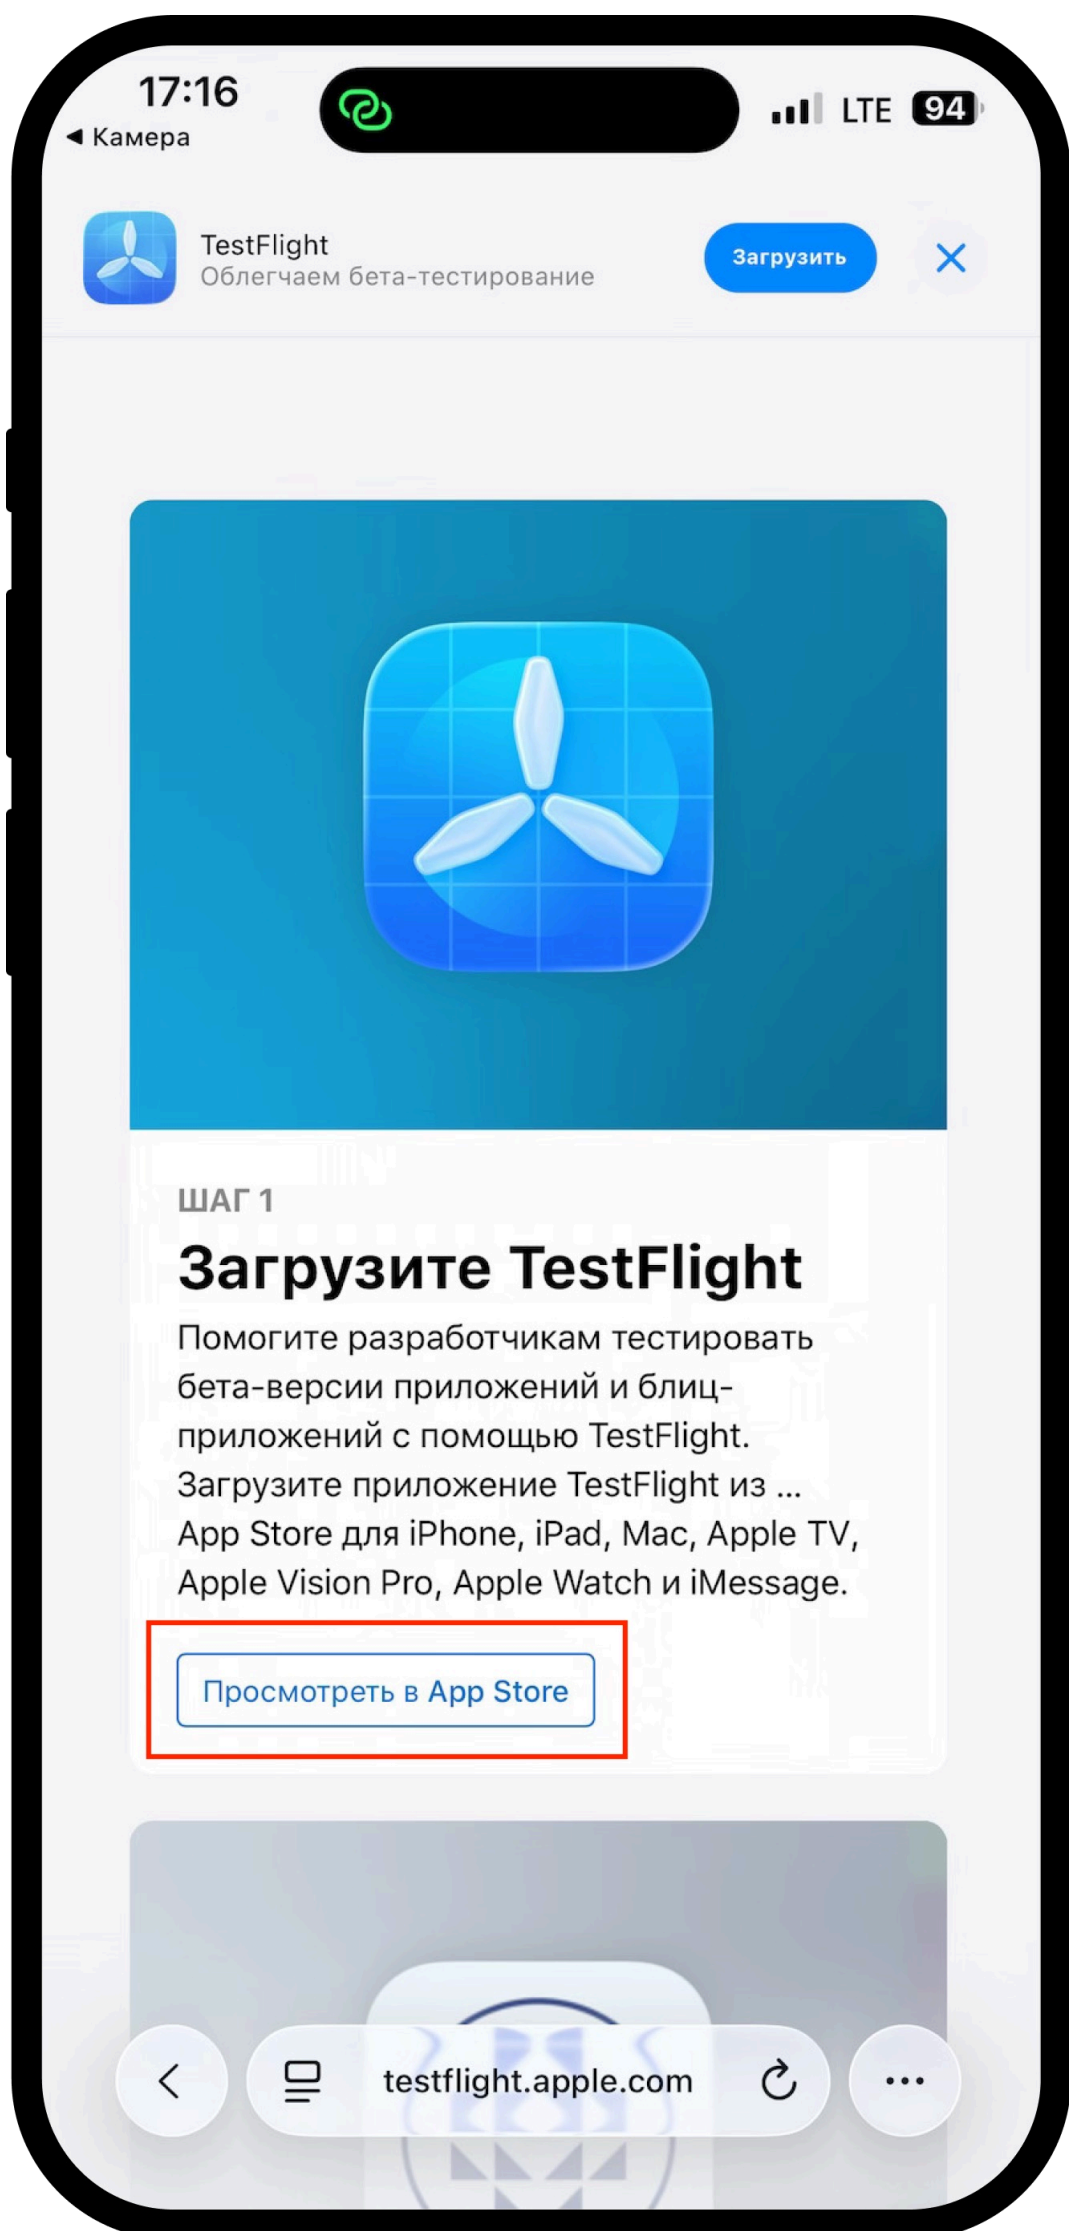 17:16
◀ Камера
LTE
94
TestFlight
Облегчаем бета-тестирование
Загрузить
ШАГ 1
Загрузите TestFlight
Помогите разработчикам тестировать
бета-версии приложений и блиц-
приложений с помощью TestFlight.
Загрузите приложение TestFlight из ...
App Store для iPhone, iPad, Mac, Apple TV,
Apple Vision Pro, Apple Watch и iMessage.
Просмотреть в App Store
testflight.apple.com